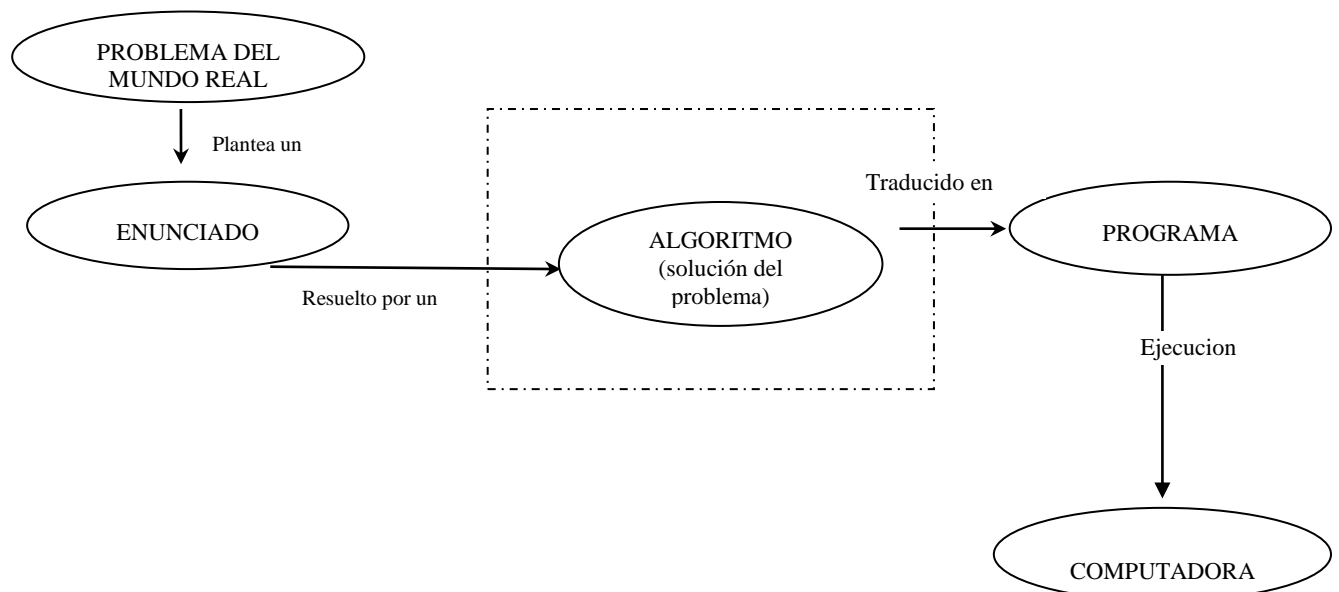 PROBLEMA DEL
MUNDO REAL
Plantea un
ENUNCIADO
Resuelto por un
ALGORITMO
(solución del
problema)
Traducido en
PROGRAMA
Ejecucion
COMPUTADORA